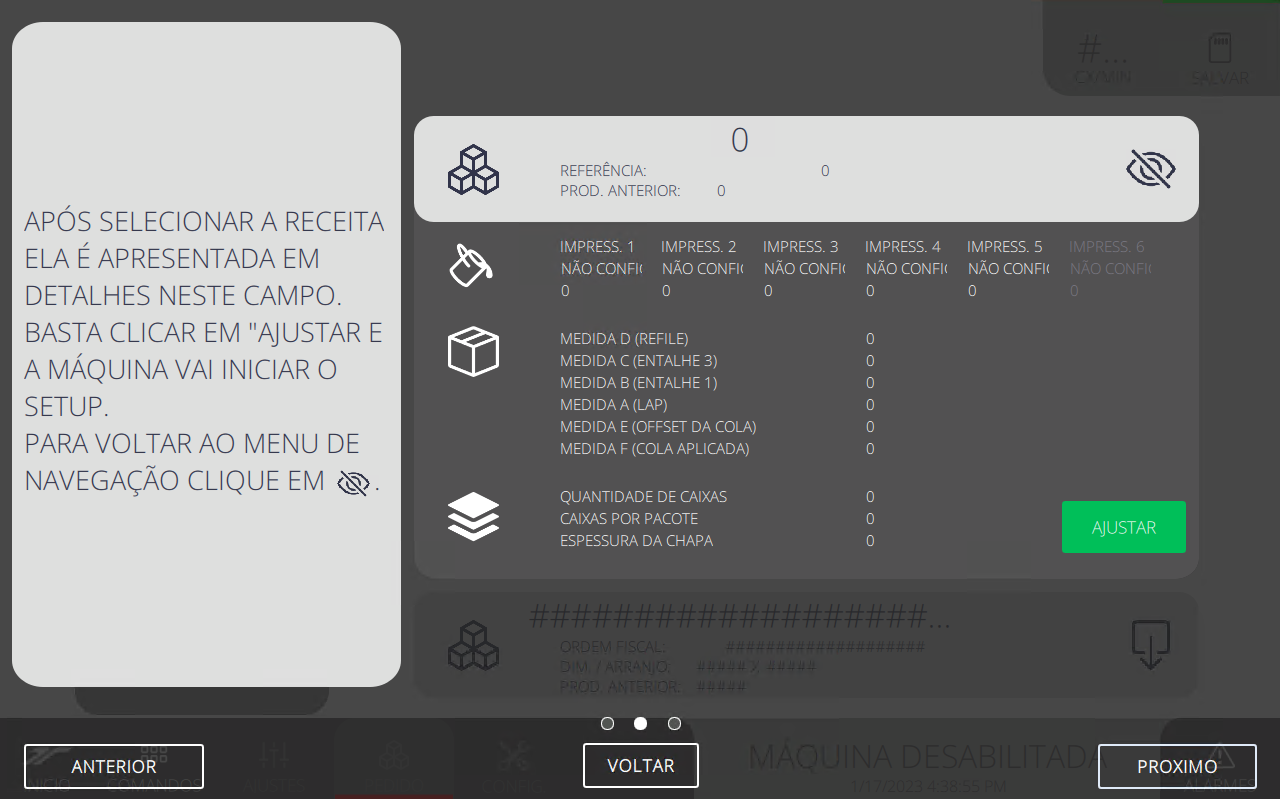 #...
CX/MIN
SALVAR
APÓS SELECIONAR A RECEITA
ELA É APRESENTADA EM
DETALHES NESTE CAMPO.
BASTA CLICAR EM "AJUSTAR E
A MÁQUINA VAI INICIAR O
SETUP.
PARA VOLTAR AO MENU DE
NAVEGAÇÃO CLIQUE EM .
0
REFERÊNCIA: 0
PROD. ANTERIOR: 0
IMPRESS. 1 IMPRESS. 2 IMPRESS. 3 IMPRESS. 4 IMPRESS. 5 IMPRESS. 6
NÃO CONFI NÃO CONFI NÃO CONFI NÃO CONFI NÃO CONFI NÃO CONFI
0 0 0 0 0 0
MEDIDA D (REFILE) 0
MEDIDA C (ENTALHE 3) 0
MEDIDA B (ENTALHE 1) 0
MEDIDA A (LAP) 0
MEDIDA E (OFFSET DA COLA) 0
MEDIDA F (COLA APLICADA) 0
QUANTIDADE DE CAIXAS 0
CAIXAS POR PACOTE 0
ESPESSURA DA CHAPA 0
AJUSTAR
###################...
ORDEM FISCAL: ####################
DIM. / ARRANJO: ##### X #####
PROD. ANTERIOR: #####
ANTERIOR
VOLTAR
PROXIMO
MÁQUINA DESABILITADA
1/17/2023 4:38:55 PM
INICIO COMANDOS AJUSTES CONFIG ALARMES